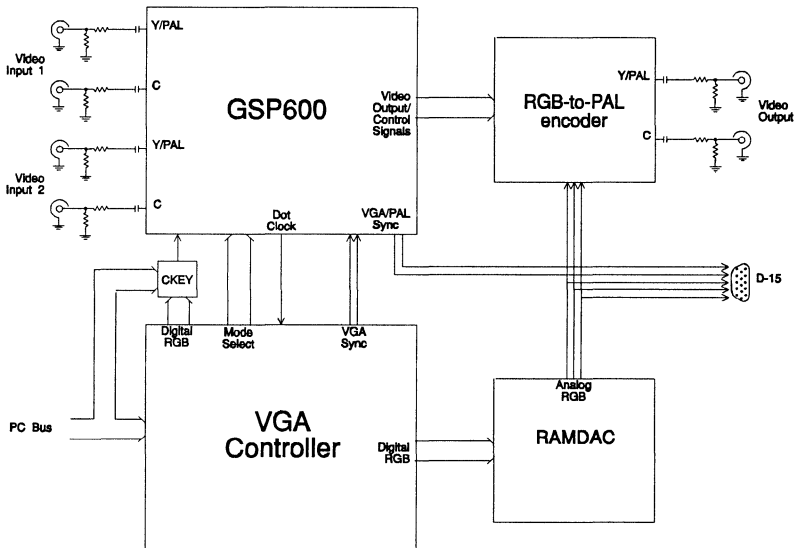 Video
Input 1
Y/PAL
C
Video
Input 2
Y/PAL
C
GSP600
Video
Output/
Control
Signals
Dot
Clock
VGA/PAL
Sync
RGB-to-PAL
encoder
Y/PAL
C
Video
Output
CKEY
D-15
Digital
RGB
Mode
Select
VGA
Sync
PC Bus
VGA
Controller
Digital
RGB
Analog
RGB
RAMDAC